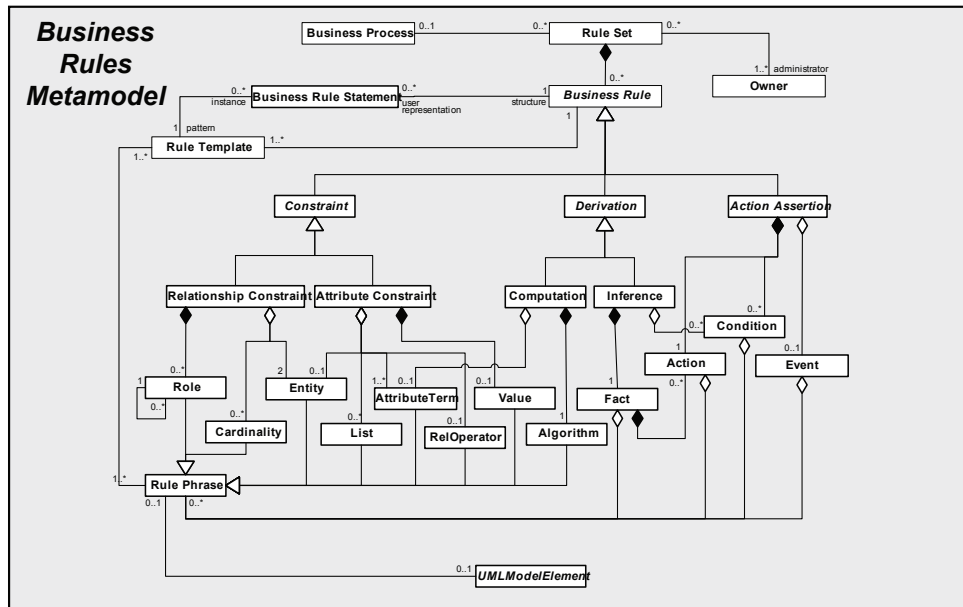 Business
Rules
Metamodel
Business Process
0..1
0..*
Rule Set
0..*
1..*
administrator
Owner
0..*
0..*
instance
Business Rule Statement
0..*
user
representation
1
structure
Business Rule
1
1
pattern
Rule Template
1..*
1..*
Constraint
Derivation
Action Assertion
Relationship Constraint
Attribute Constraint
Computation
Inference
0..*
0..*
Condition
0..1
Event
1
Action
0..*
0..*
1
Role
0..*
2
Entity
0..1
1..*
0..1
AttributeTerm
0..1
Value
1
Fact
0..*
Cardinality
0..*
List
0..1
RelOperator
1
Algorithm
1..*
Rule Phrase
0..1
0..*
0..1
UMLModelElement